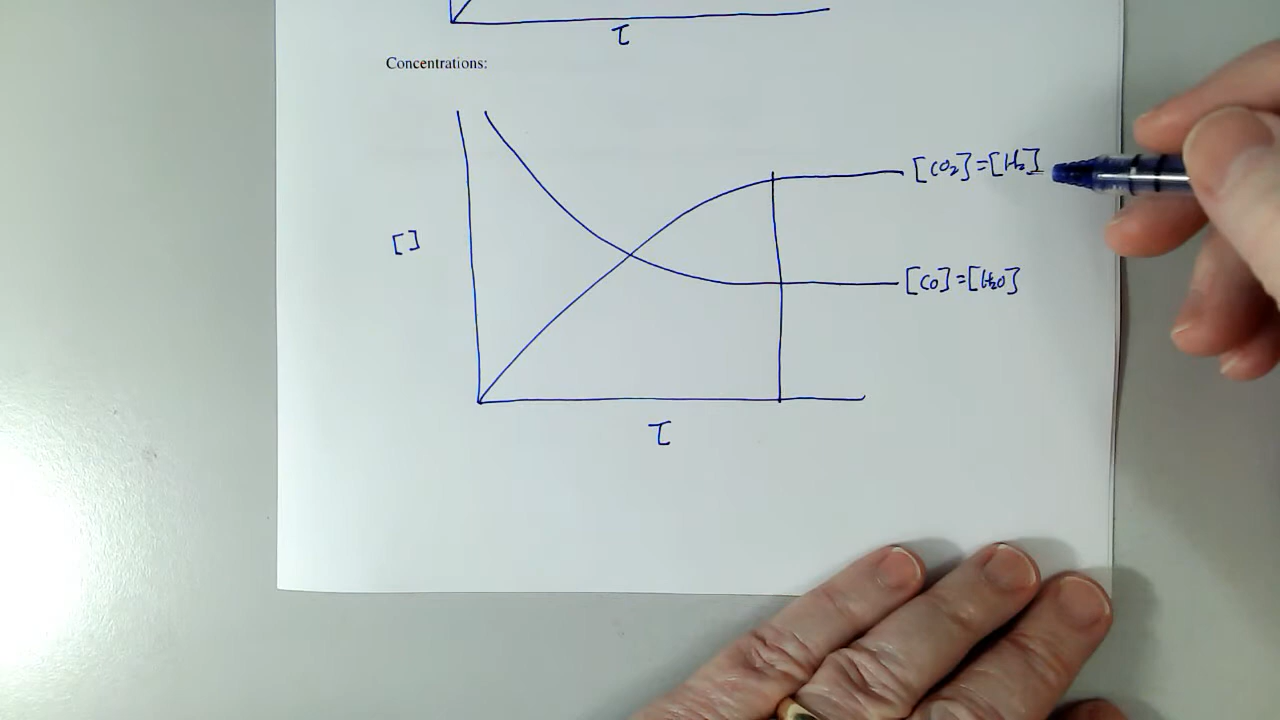 τ
Concentrations:
[CO₂]=[H₂]
[ ]
[CO]=[H₂O]
τ